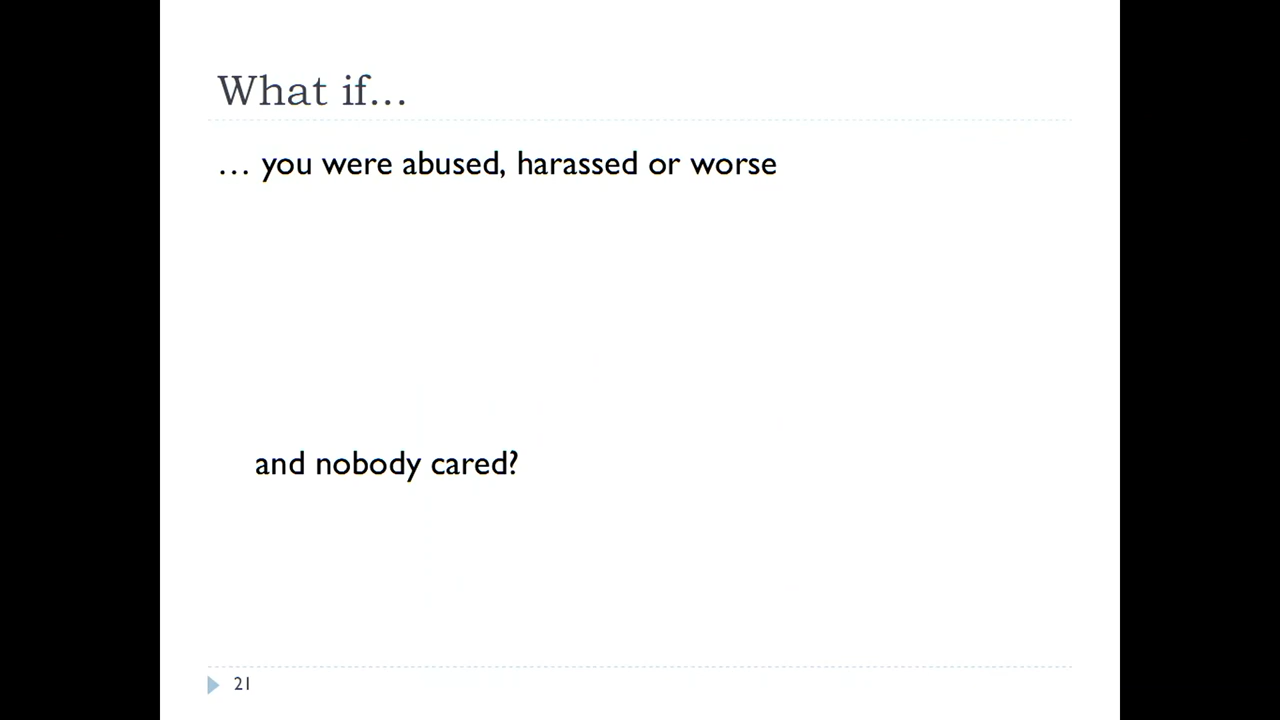 What if...
... you were abused, harassed or worse
and nobody cared?
21